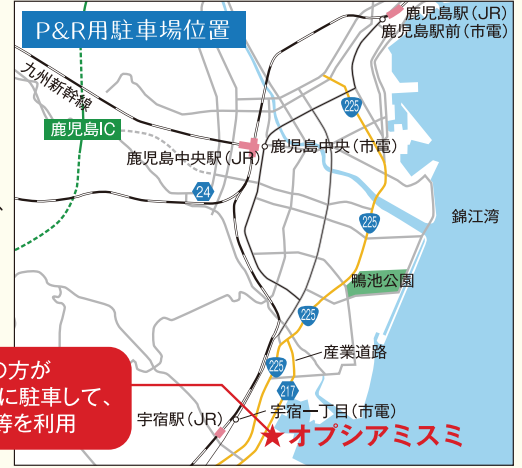 P&R用駐車場位置
鹿児島駅（JR）
鹿児島駅前（市電）
九州新幹線
225
鹿児島IC
鹿児島中央駅（JR）
鹿児島中央（市電）
24
225
錦江湾
鴨池公園
225
産業道路
225
217
の方が
に駐車して、
等を利用
宇宿駅（JR）
宇宿一丁目（市電）
★オプシアミスミ